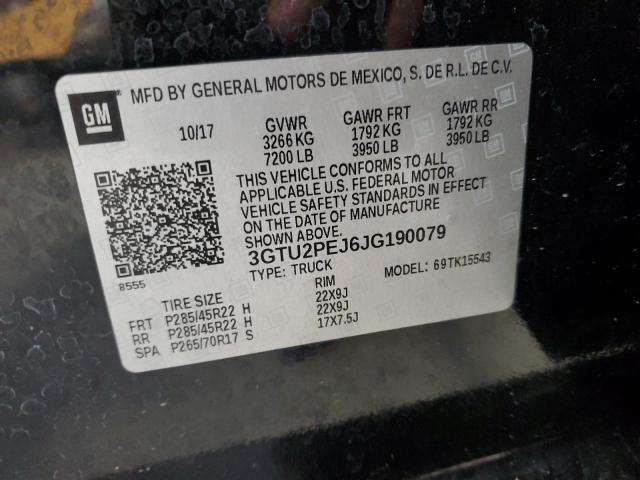 MFD BY GENERAL MOTORS DE MEXICO, S. DE R.L. DE C.V.
GM
10/17 GVWR GAWR FRT GAWR RR
3266 KG 1792 KG 1792 KG
7200 LB 3950 LB 3950 LB
THIS VEHICLE CONFORMS TO ALL
APPLICABLE U.S. FEDERAL MOTOR
VEHICLE SAFETY STANDARDS IN EFFECT
ON THE DATE OF MANUFACTURE
SHOWN ABOVE.
3GTU2PEJ6JG190079
8555 TYPE: TRUCK MODEL: 69TK15543
TIRE SIZE RIM
FRT P285/45R22 H 22X9J
RR P285/45R22 H 22X9J
SPA P265/70R17 S 17X7.5J